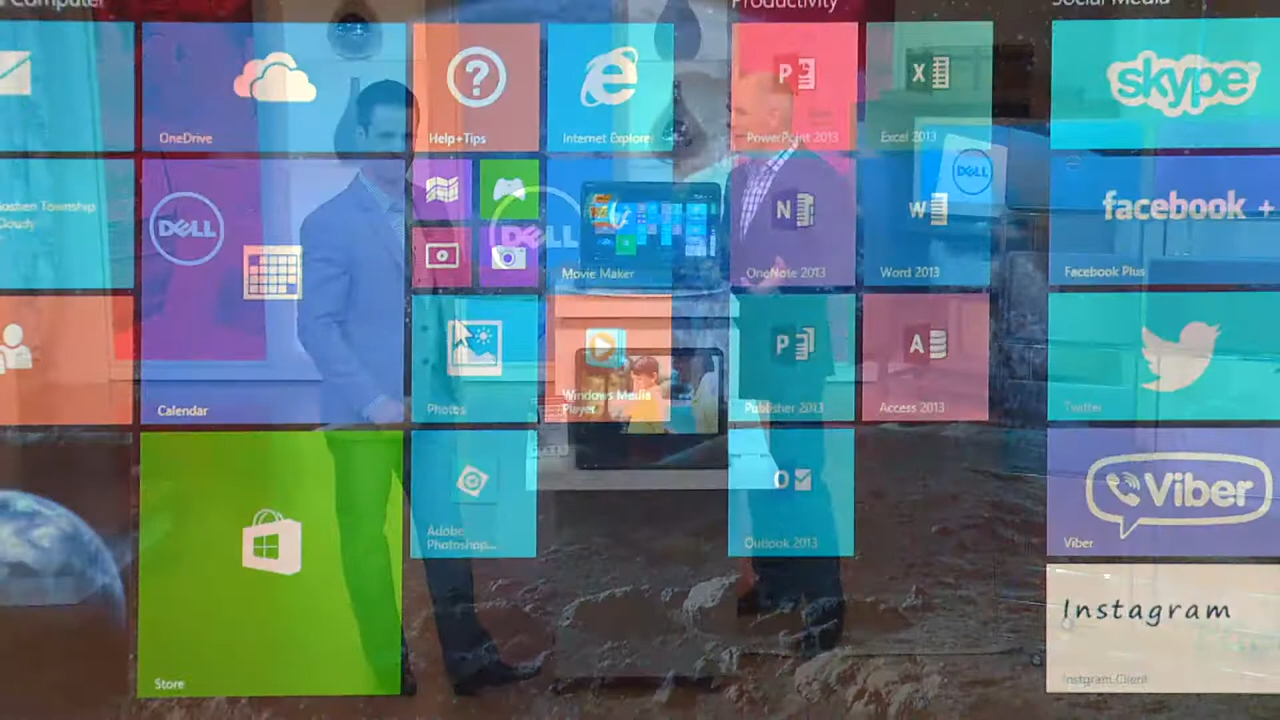 Computer
Productivity
Social Media
OneDrive
Help+Tips
Internet Explorer
PowerPoint 2013
Excel 2013
skype
Goshen Township
Cloudy
DELL
DELL
DELL
Movie Maker
OneNote 2013
Word 2013
facebook +
Facebook Plus
Calendar
Photos
Windows Media
Player
Publisher 2013
Access 2013
Twitter
Adobe
Photoshop...
Outlook 2013
Viber
Viber
Store
Instagram
Instgram Client